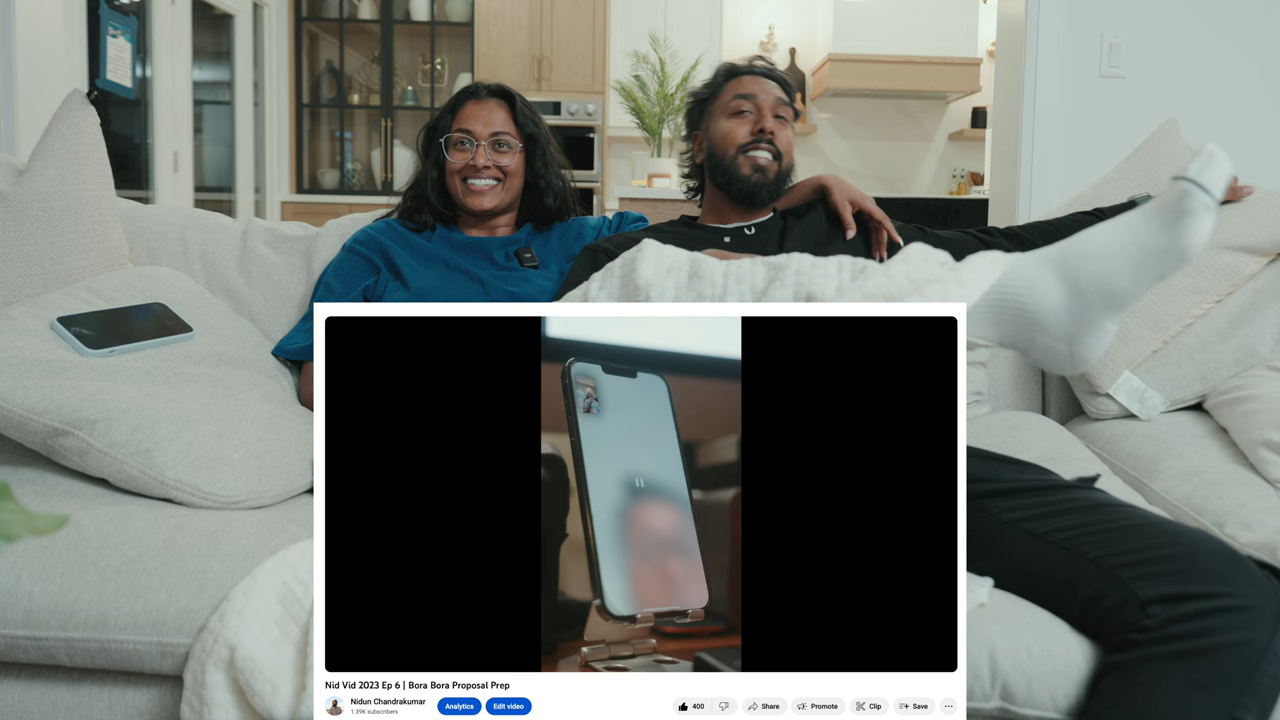 Nid Vid 2023 Ep 6 | Bora Bora Proposal Prep
Nidun Chandrakumar
1.39K subscribers
Analytics
Edit video
400
Share
Promote
Clip
Save